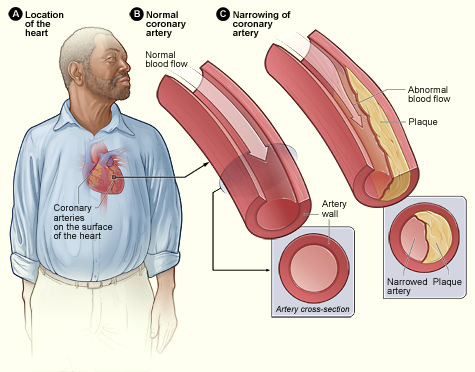 A Location
of the
heart
B Normal
coronary
artery
C Narrowing of
coronary
artery
Normal
blood flow
Abnormal
blood flow
Plaque
Coronary
arteries
on the surface
of the heart
Artery
wall
Artery cross-section
Narrowed
artery
Plaque